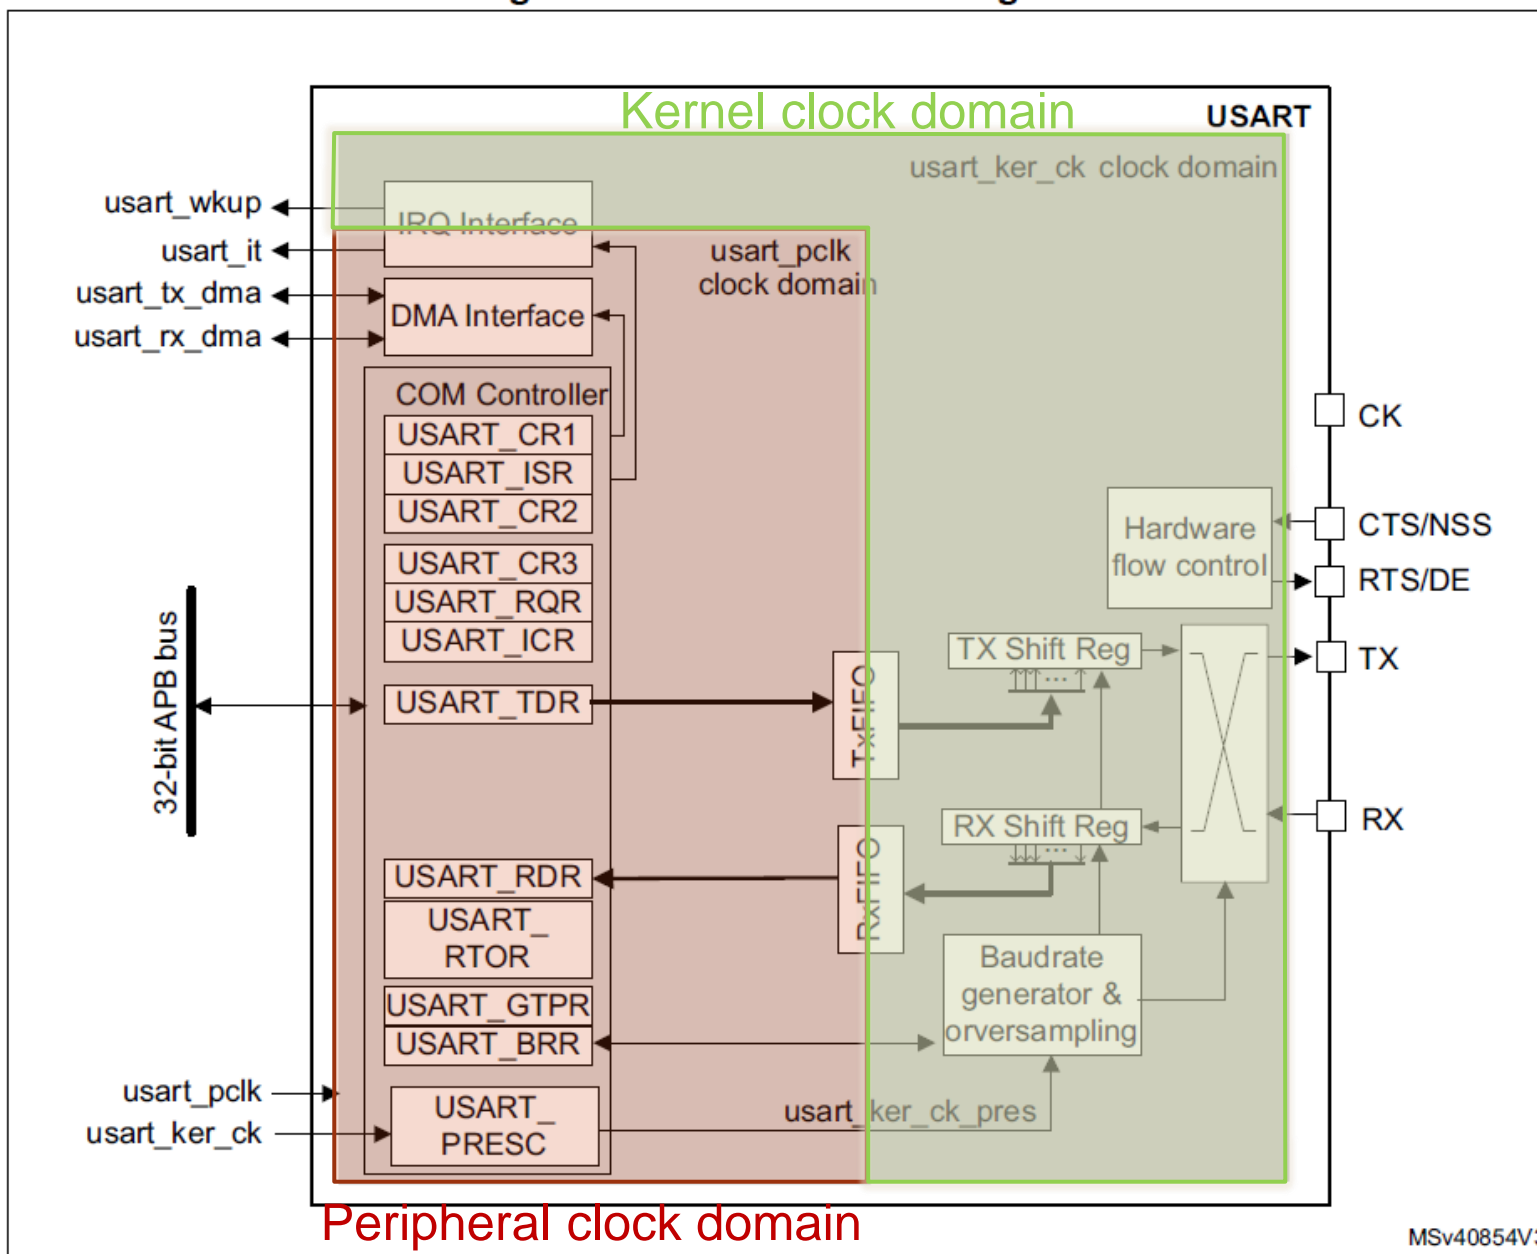 Kernel clock domain
USART
usart_ker_ck clock domain
usart_wkup
IRQ Interface
usart_it
usart_pclk
clock domain
usart_tx_dma
DMA Interface
usart_rx_dma
COM Controller
USART_CR1
USART_ISR
USART_CR2
USART_CR3
USART_RQR
USART_ICR
USART_TDR
32-bit APB bus
TxFIFO
TX Shift Reg
...
Hardware
flow control
CK
CTS/NSS
RTS/DE
TX
RX
RX Shift Reg
...
RxFIFO
USART_RDR
USART_
RTOR
USART_GTPR
USART_BRR
Baudrate
generator &
orversampling
usart_pclk
usart_ker_ck
USART_
PRESC
usart_ker_ck_pres
Peripheral clock domain
MSv40854V